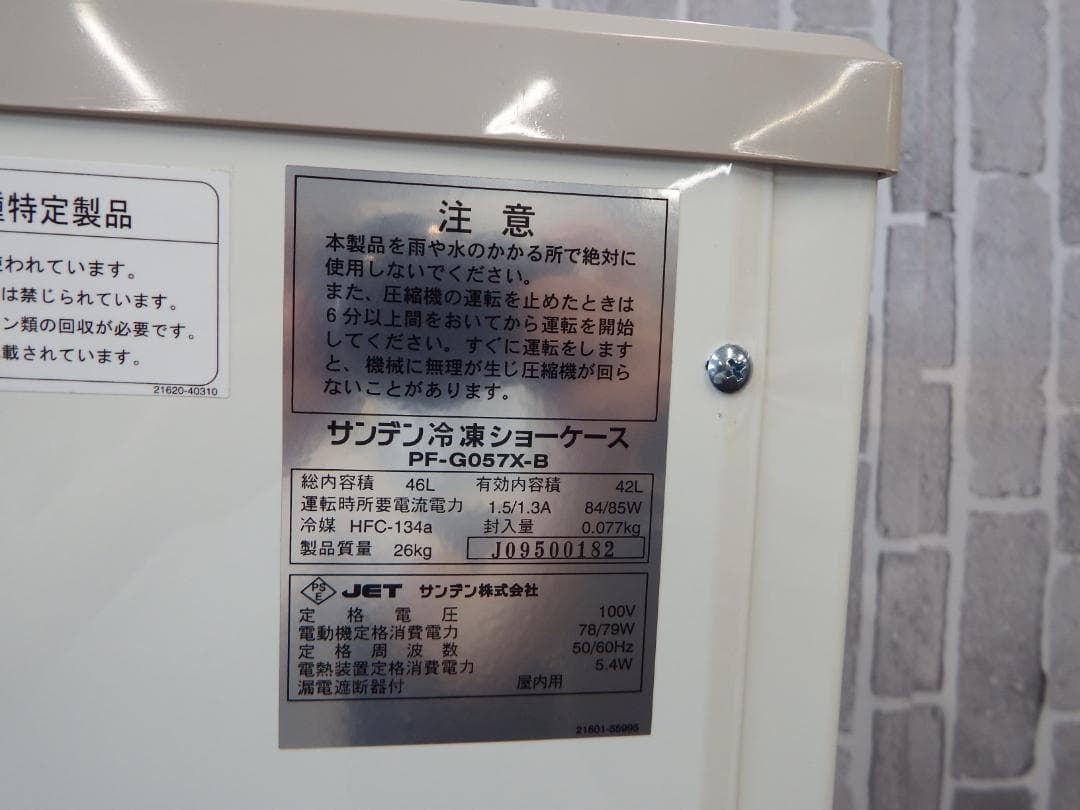 種特定製品
使われています。
は禁じられています。
ン類の回収が必要です。
載されています。
21620-40310
注 意
本製品を雨や水のかかる所で絶対に
使用しないでください。
また、圧縮機の運転を止めたときは
6分以上間をおいてから運転を開始
してください。すぐに運転をします
と、機械に無理が生じ圧縮機が回ら
ないことがあります。
サンデン冷凍ショーケース
PF-G057X-B
総内容積 46L 有効内容積 42L
運転時所要電流電力 1.5/1.3A 84/85W
冷媒 HFC-134a 封入量 0.077kg
製品質量 26kg J09500182
PS E JET サンデン株式会社
定格電圧 100V
電動機定格消費電力 78/79W
定格周波数 50/60Hz
電熱装置定格消費電力 5.4W
漏電遮断器付 屋内用
21601-55995